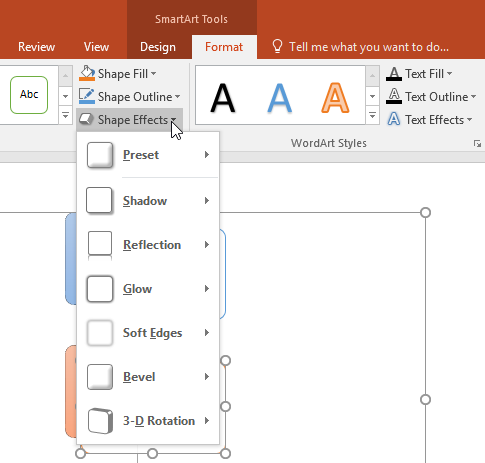 SmartArt Tools
Review View Design Format Tell me what you want to do...
Abc Shape Fill A A A A Text Fill
Shape Outline A Text Outline
Shape Effects A Text Effects
WordArt Styles
Preset
Shadow
Reflection
Glow
Soft Edges
Bevel
3-D Rotation